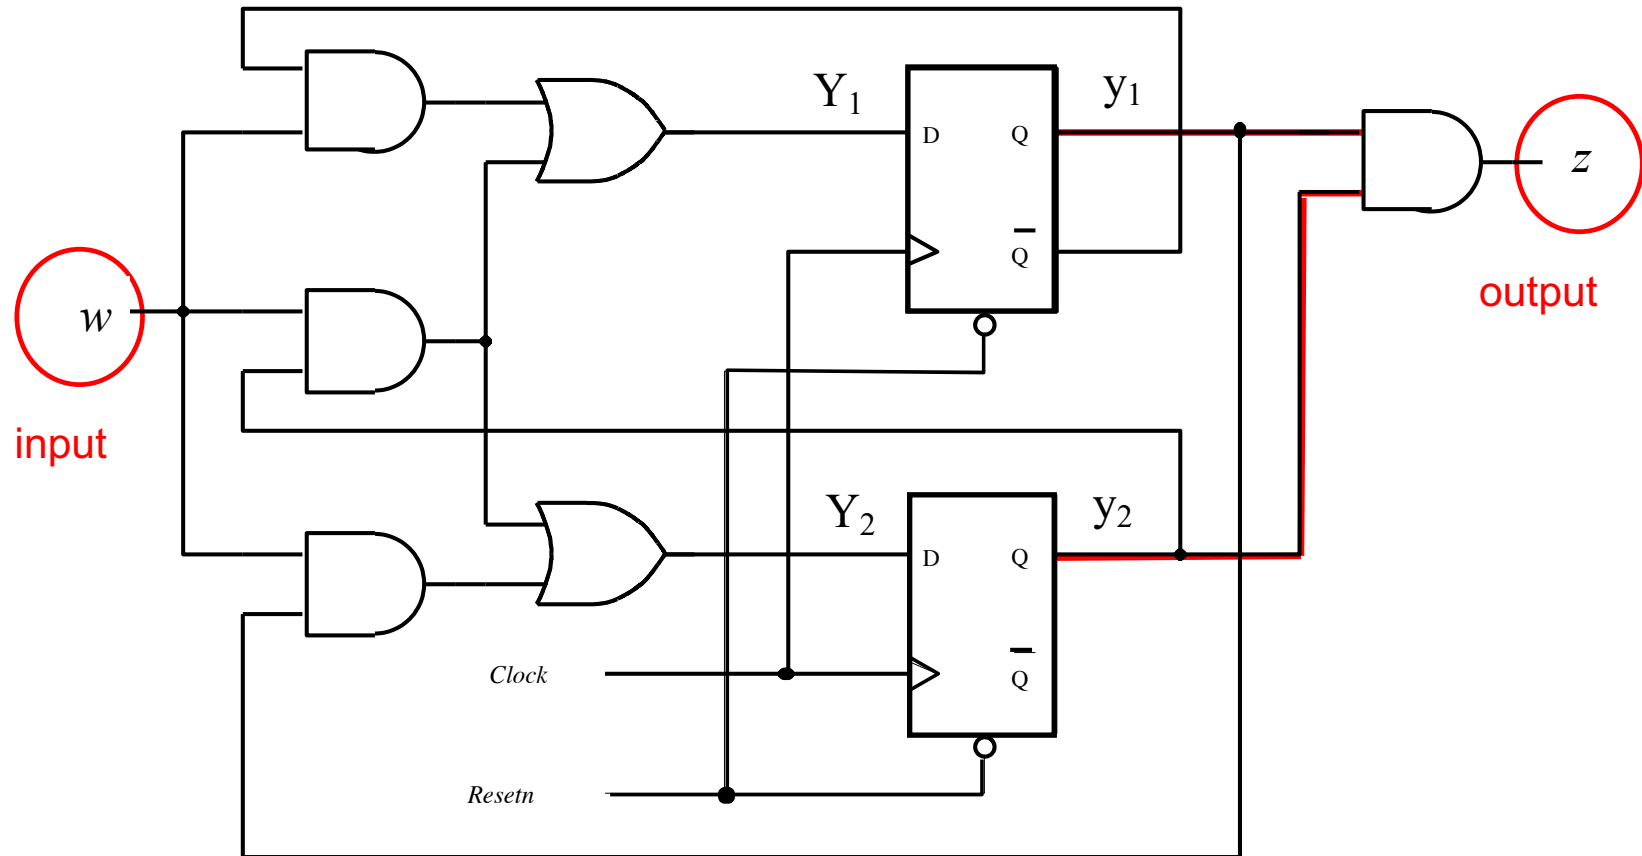 Y1
y1
D
Q
z
Q
output
w
input
Y2
y2
D
Q
Clock
Q
Resetn